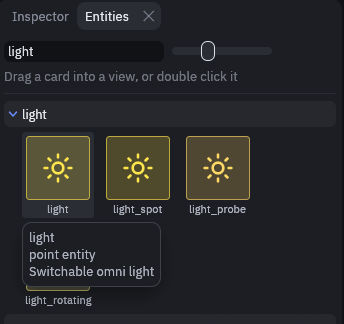 Inspector Entities
light
Drag a card into a view, or double click it
light
light light_spot light_probe
light
point entity
Switchable omni light
light_rotating